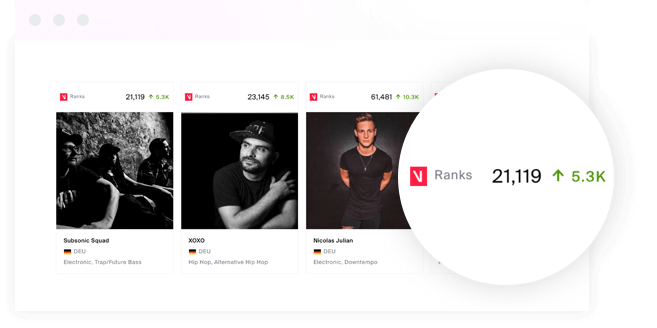 Ranks 21,119 ↑ 5.3K
Ranks 23,145 ↑ 8.5K
Ranks 61,481 ↑ 10.3K
Ranks 21,119 ↑ 5.3K
Subsonic Squad
DEU
Electronic, Trap/Future Bass
XOXO
DEU
Hip Hop, Alternative Hip Hop
Nicolas Julian
DEU
Electronic, Downtempo